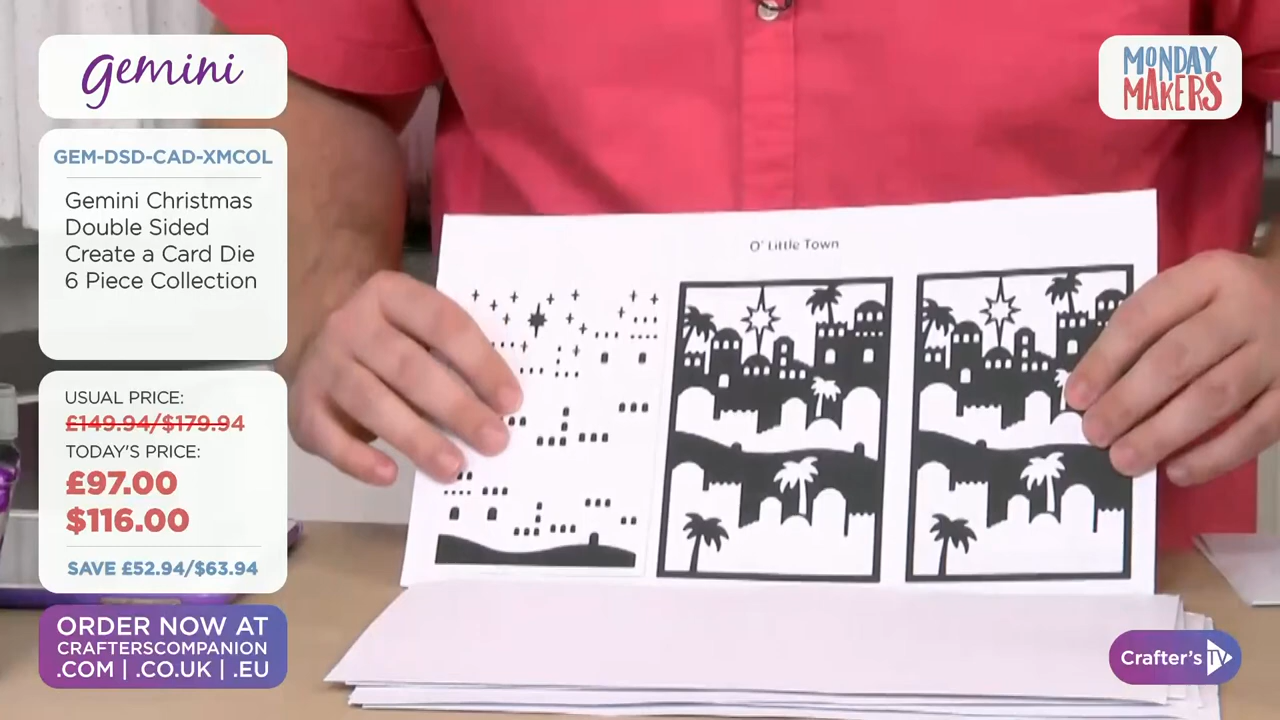 gemini
GEM-DSD-CAD-XMCOL
Gemini Christmas
Double Sided
Create a Card Die
6 Piece Collection
USUAL PRICE:
£149.94/$179.94
TODAY'S PRICE:
£97.00
$116.00
SAVE £52.94/$63.94
ORDER NOW AT
CRAFTERSCOMPANION
.COM | .CO.UK | .EU
O' Little Town
MONDAY
MAKERS
Crafter's TV